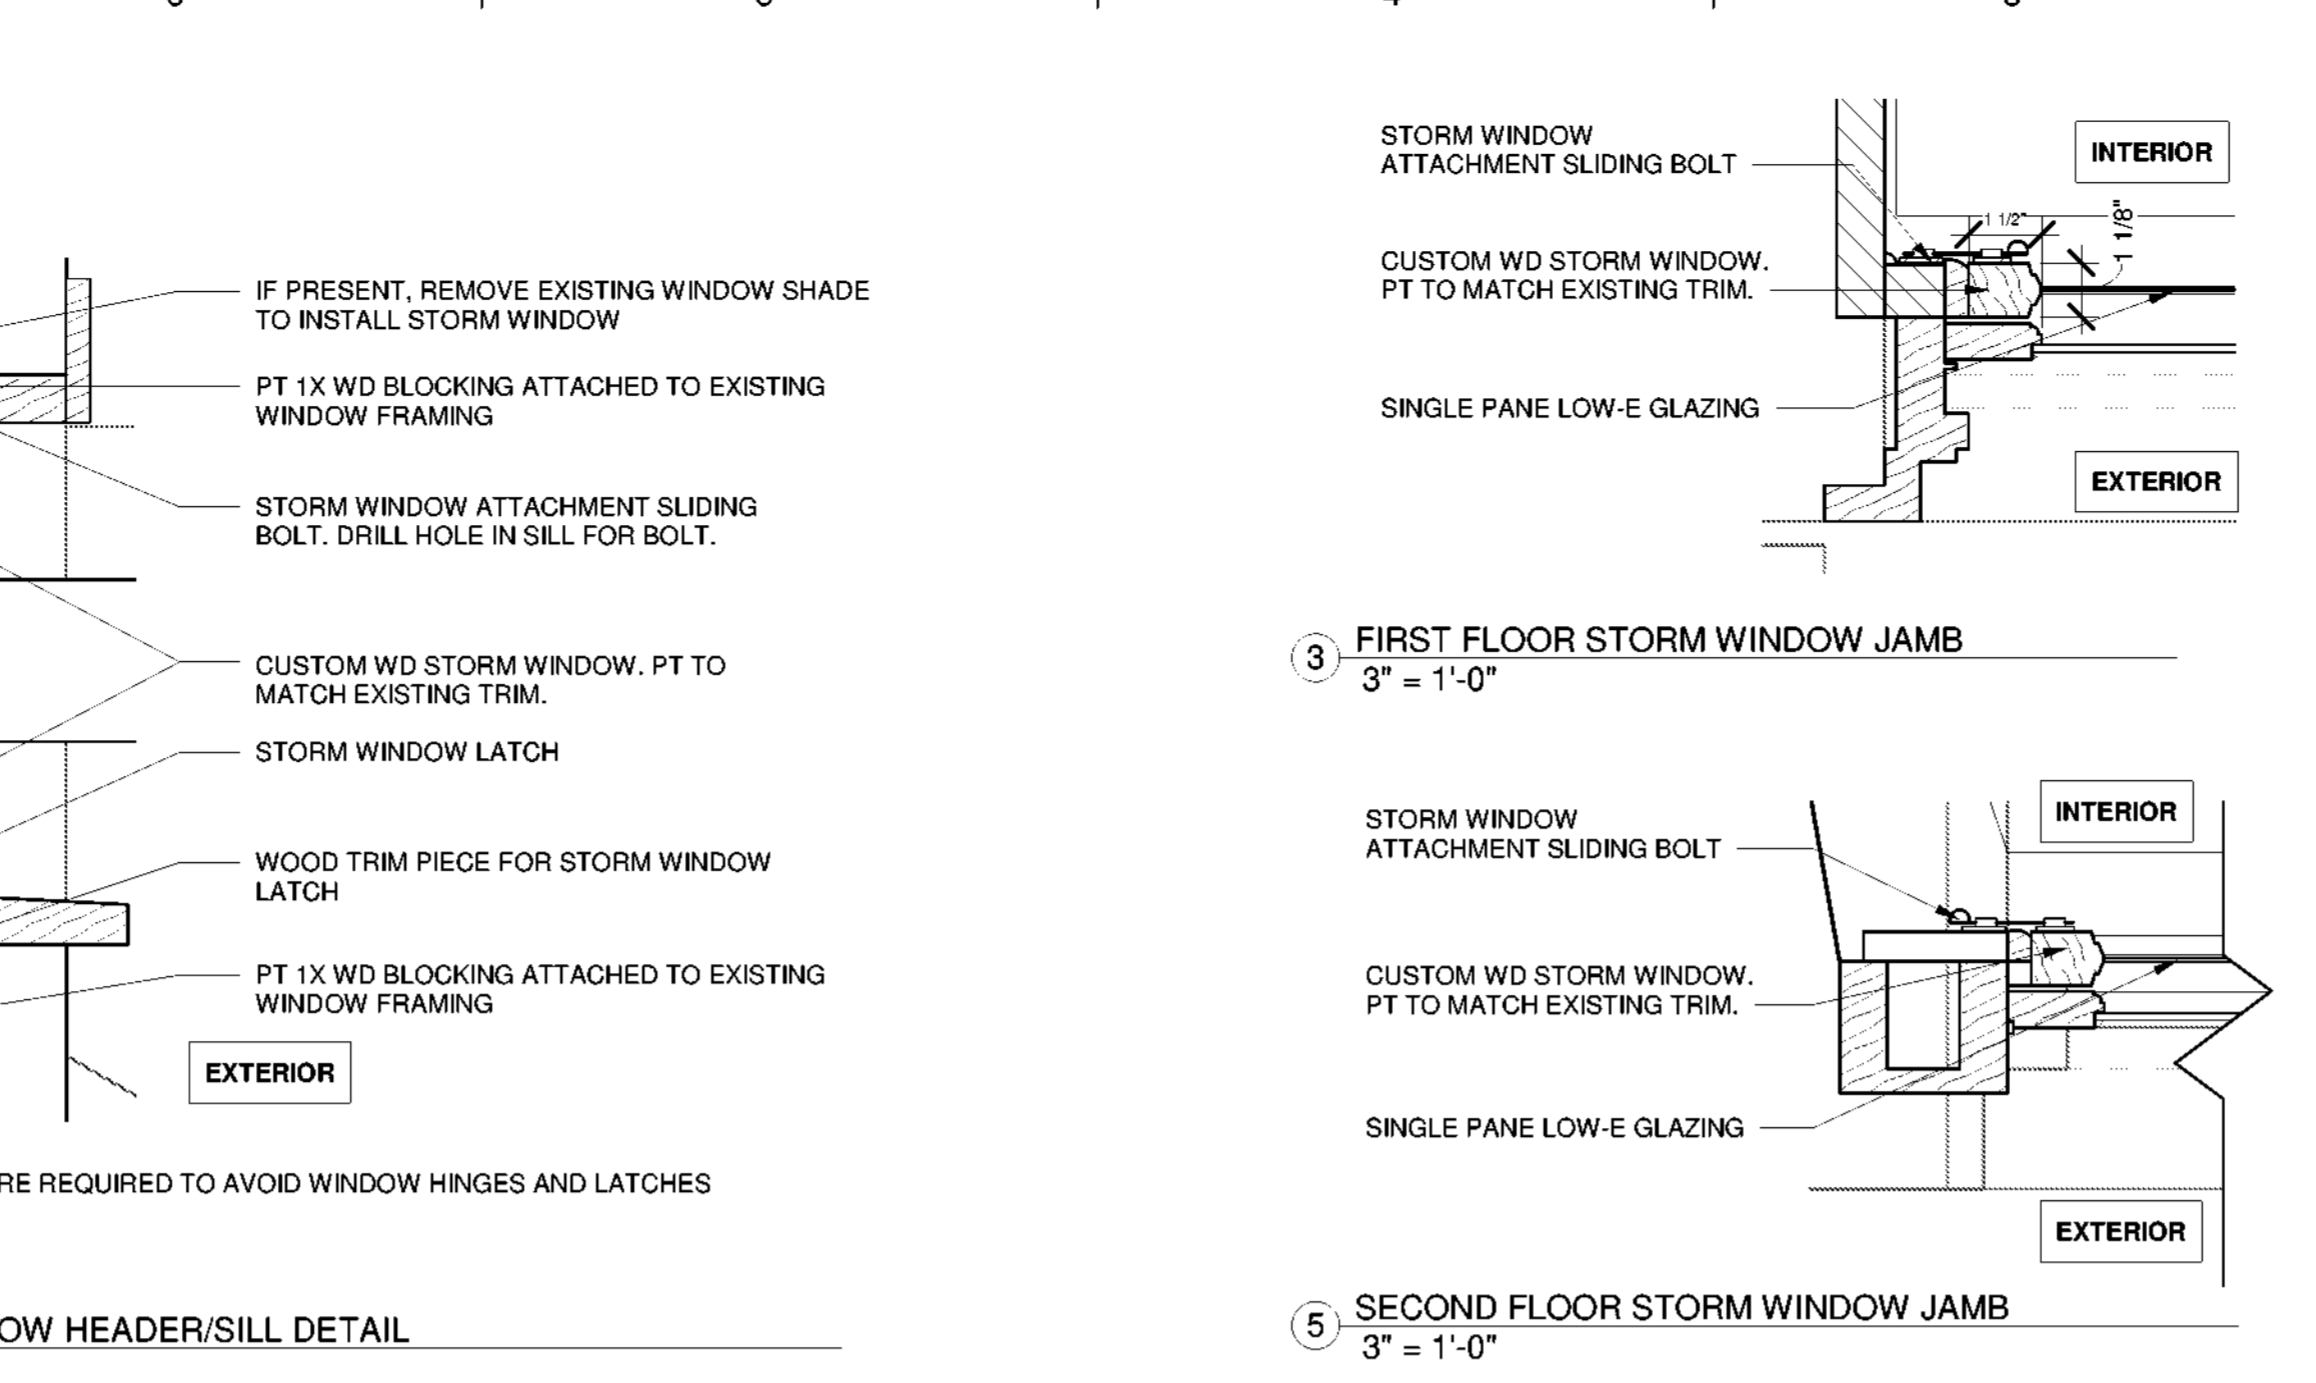 IF PRESENT, REMOVE EXISTING WINDOW SHADE
TO INSTALL STORM WINDOW
PT 1X WD BLOCKING ATTACHED TO EXISTING
WINDOW FRAMING
STORM WINDOW ATTACHMENT SLIDING
BOLT. DRILL HOLE IN SILL FOR BOLT.
CUSTOM WD STORM WINDOW. PT TO
MATCH EXISTING TRIM.
STORM WINDOW LATCH
WOOD TRIM PIECE FOR STORM WINDOW
LATCH
PT 1X WD BLOCKING ATTACHED TO EXISTING
WINDOW FRAMING
EXTERIOR
REQUIRED TO AVOID WINDOW HINGES AND LATCHES
HEADER/SILL DETAIL
STORM WINDOW
ATTACHMENT SLIDING BOLT
INTERIOR
1 1/2"
1 1/8"
CUSTOM WD STORM WINDOW.
PT TO MATCH EXISTING TRIM.
SINGLE PANE LOW-E GLAZING
EXTERIOR
3 FIRST FLOOR STORM WINDOW JAMB
3" = 1'-0"
STORM WINDOW
ATTACHMENT SLIDING BOLT
INTERIOR
CUSTOM WD STORM WINDOW.
PT TO MATCH EXISTING TRIM.
SINGLE PANE LOW-E GLAZING
EXTERIOR
5 SECOND FLOOR STORM WINDOW JAMB
3" = 1'-0"